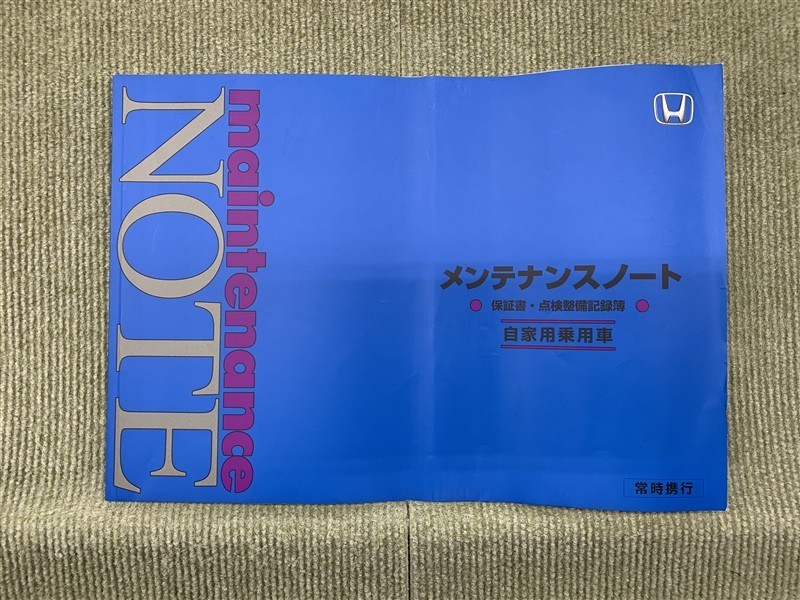 maintenance
NOTE
メンテナンスノート
保証書・点検整備記録簿
自家用乗用車
常時携行